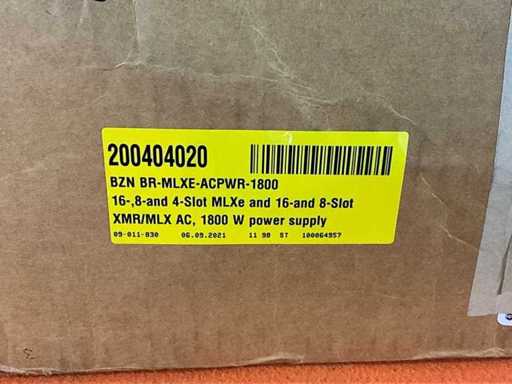 200404020
BZN BR-MLXE-ACPWR-1800
16-,8-and 4-Slot MLXe and 16-and 8-Slot
XMR/MLX AC, 1800 W power supply
09-011-830 06.09.2021 11 90 ST 100064957